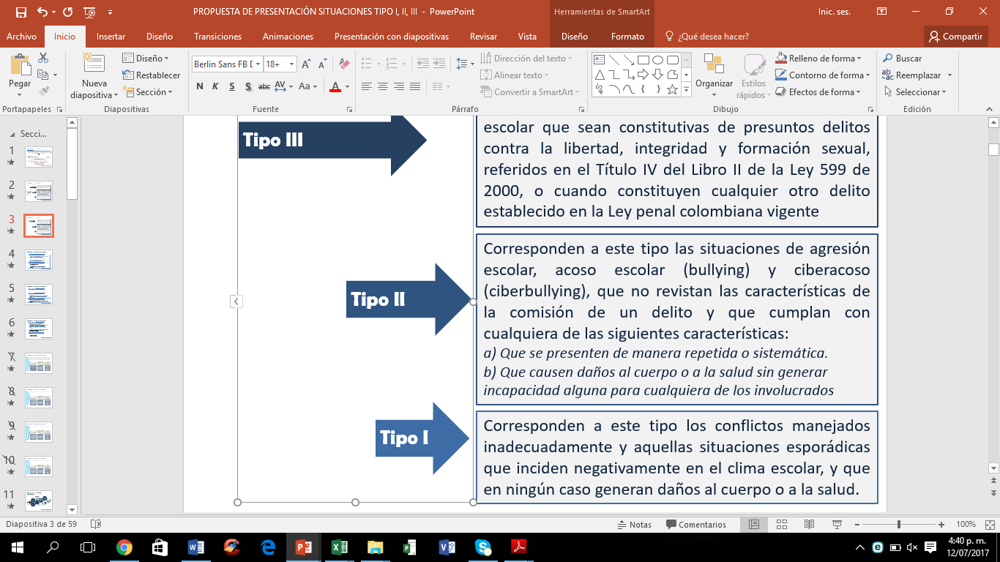 PROPUESTA DE PRESENTACIÓN SITUACIONES TIPO I, II, III - PowerPoint
Herramientas de SmartArt
Inic. ses.
Archivo
Inicio
Insertar
Diseño
Transiciones
Animaciones
Presentación con diapositivas
Revisar
Vista
Diseño
Formato
¿Qué desea hacer?
Compartir
Pegar
Nueva
diapositiva
Diseño
Restablecer
Sección
Berlin Sans FB D
18+
N K S S abc AV Aa A
Dirección del texto
Alinear texto
Convertir a SmartArt
Organizar
Estilos
rápidos
Relleno de forma
Contorno de forma
Efectos de forma
Buscar
Reemplazar
Seleccionar
Portapapeles
Diapositivas
Fuente
Párrafo
Dibujo
Edición
Secci...
1
2
3
4
5
6
7
8
9
10
11
Tipo III
escolar que sean constitutivas de presuntos delitos
contra la libertad, integridad y formación sexual,
referidos en el Título IV del Libro II de la Ley 599 de
2000, o cuando constituyen cualquier otro delito
establecido en la Ley penal colombiana vigente
Tipo II
Corresponden a este tipo las situaciones de agresión
escolar, acoso escolar (bullying) y ciberacoso
(ciberbullying), que no revistan las características de
la comisión de un delito y que cumplan con
cualquiera de las siguientes características:
a) Que se presenten de manera repetida o sistemática.
b) Que causen daños al cuerpo o a la salud sin generar
incapacidad alguna para cualquiera de los involucrados
Tipo I
Corresponden a este tipo los conflictos manejados
inadecuadamente y aquellas situaciones esporádicas
que inciden negativamente en el clima escolar, y que
en ningún caso generan daños al cuerpo o a la salud.
Diapositiva 3 de 59
Notas
Comentarios
100%
4:40 p. m.
12/07/2017